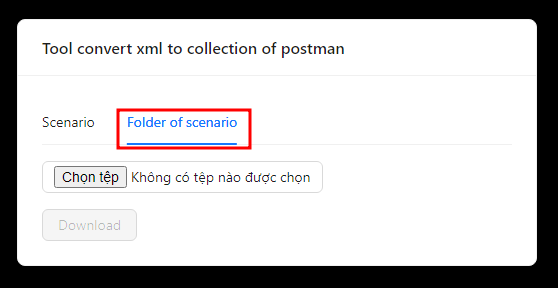 Tool convert xml to collection of postman
Scenario Folder of scenario
Chọn tệp Không có tệp nào được chọn
Download